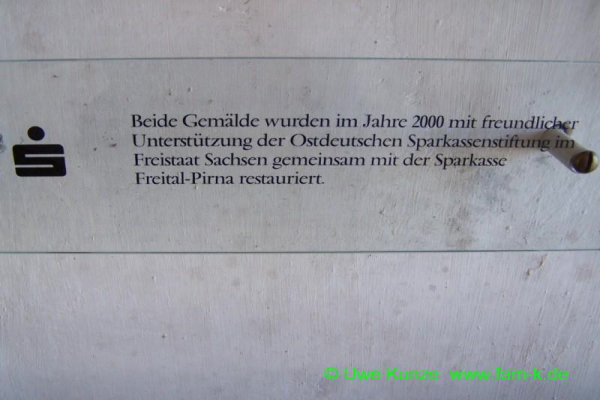 Beide Gemälde wurden im Jahre 2000 mit freundlicher
Unterstützung der Ostdeutschen Sparkassenstiftung im
Freistaat Sachsen gemeinsam mit der Sparkasse
Freital-Pirna restauriert.
© Uwe Kunze www.fum-k.de